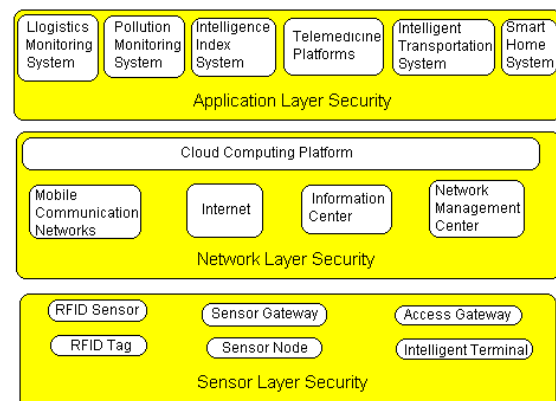 Llogistics
Monitoring
System
Pollution
Monitoring
System
Intelligence
Index
System
Telemedicine
Platforms
Intelligent
Transportation
System
Smart
Home
System
Application Layer Security
Cloud Computing Platform
Mobile
Communication
Networks
Internet
Information
Center
Network
Management
Center
Network Layer Security
RFID Sensor
Sensor Gateway
Access Gateway
RFID Tag
Sensor Node
Intelligent Terminal
Sensor Layer Security